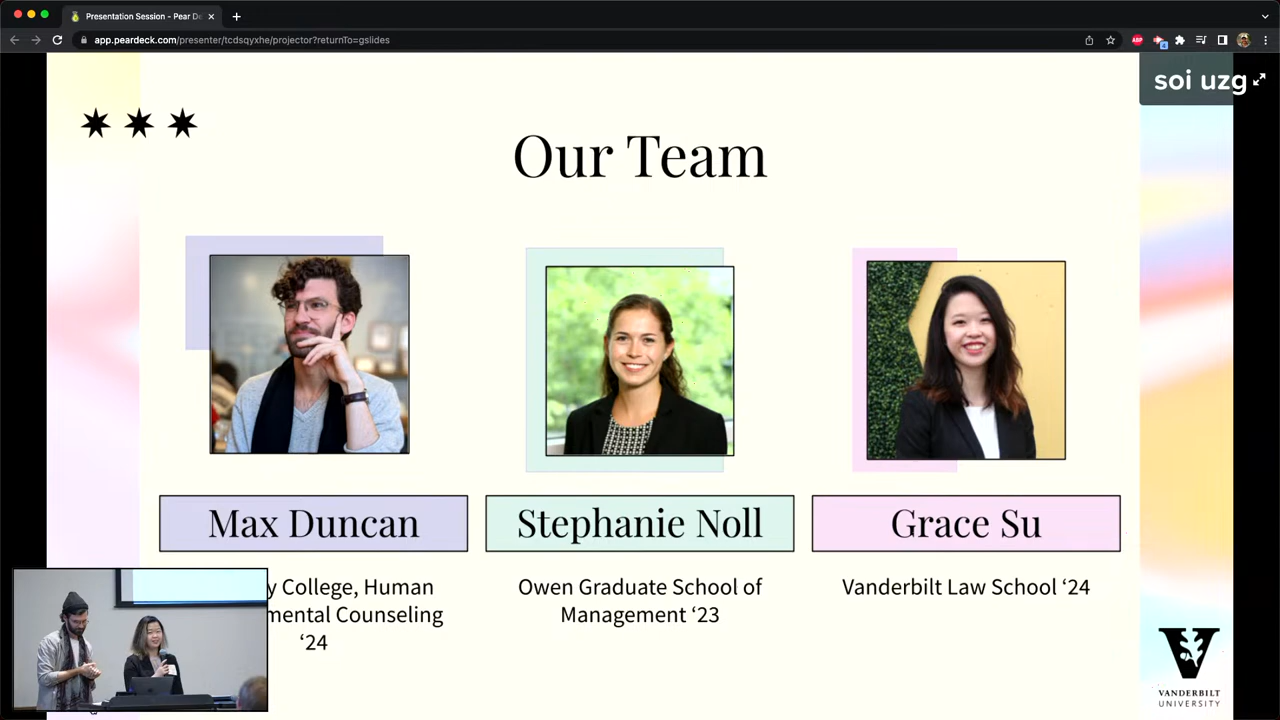 Presentation Session - Pear De
app.peardeck.com/presenter/tcdsqyxhe/projector?returnTo=gslides
soi uzg
Our Team
Max Duncan
Stephanie Noll
Grace Su
College, Human
Counseling
‘24
Owen Graduate School of
Management ‘23
Vanderbilt Law School ‘24
V
VANDERBILT
UNIVERSITY